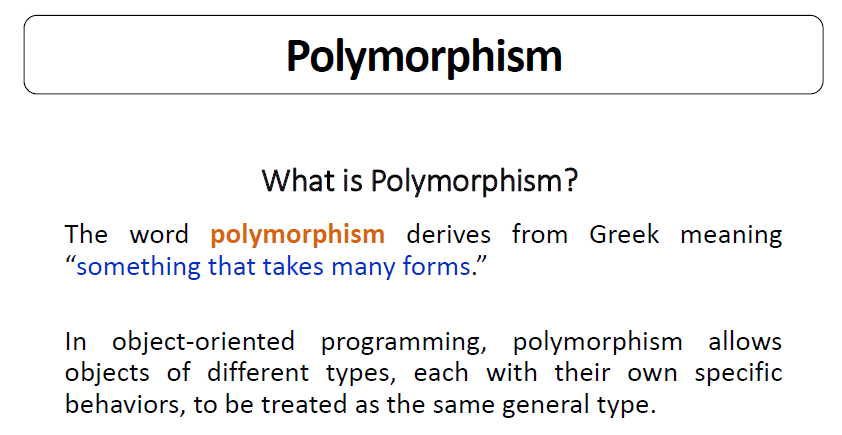 Polymorphism
What is Polymorphism?
The word polymorphism derives from Greek meaning
“something that takes many forms.”
In object-oriented programming, polymorphism allows
objects of different types, each with their own specific
behaviors, to be treated as the same general type.